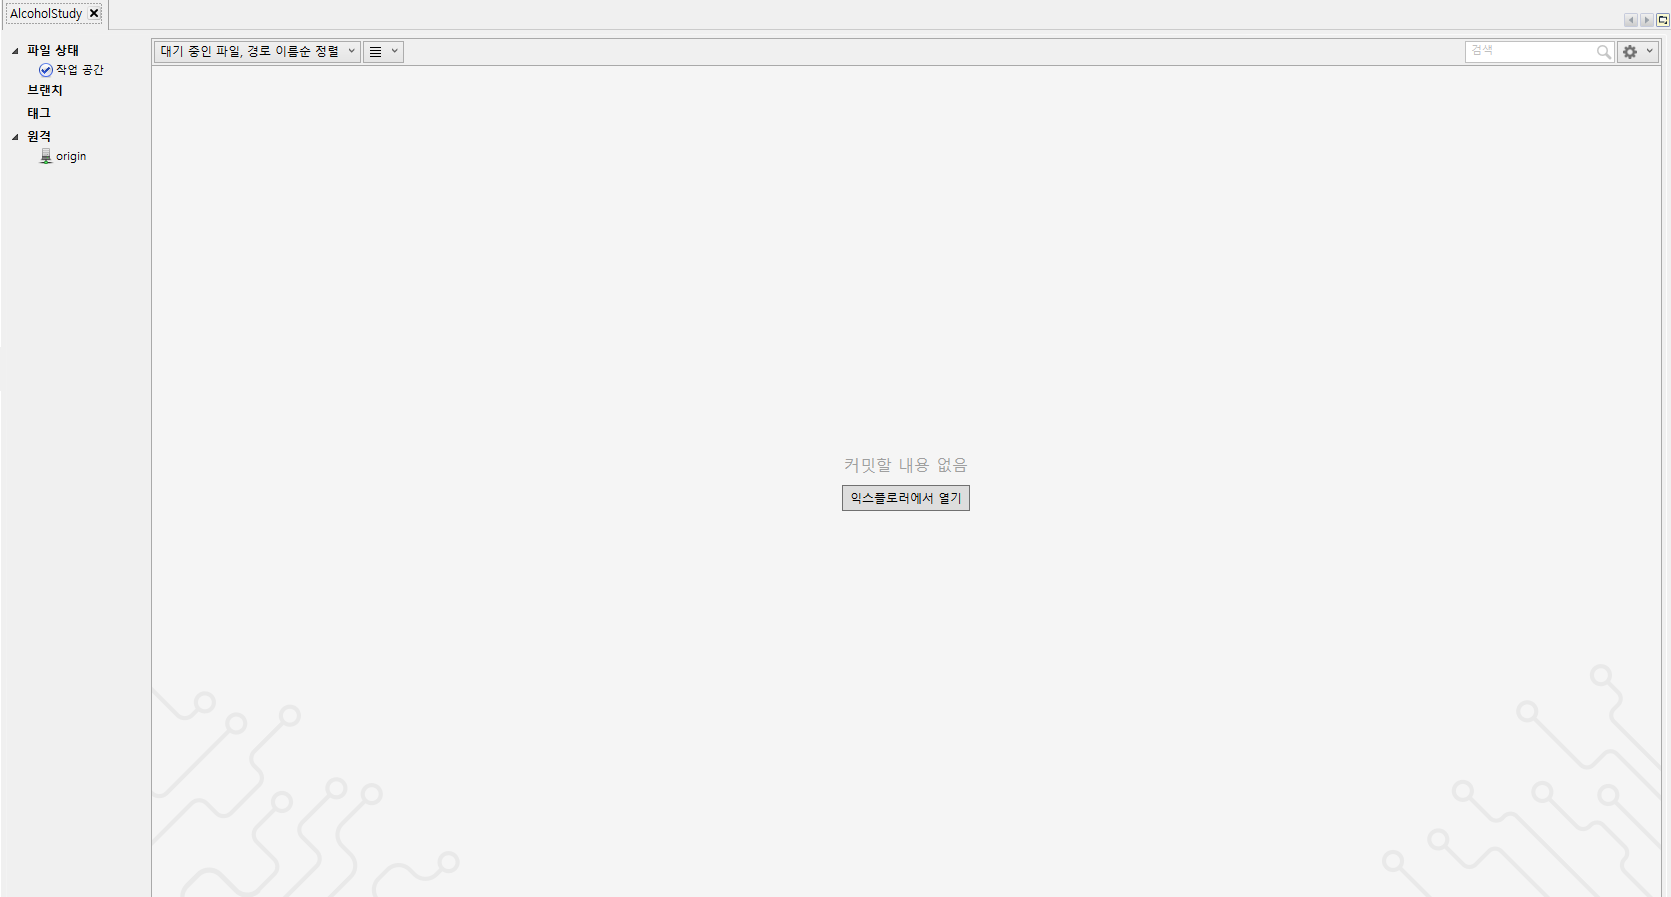 AlcoholStudy
파일 상태
작업 공간
브랜치
태그
원격
origin
대기 중인 파일, 경로 이름순 정렬
검색
커밋할 내용 없음
익스플로러에서 열기